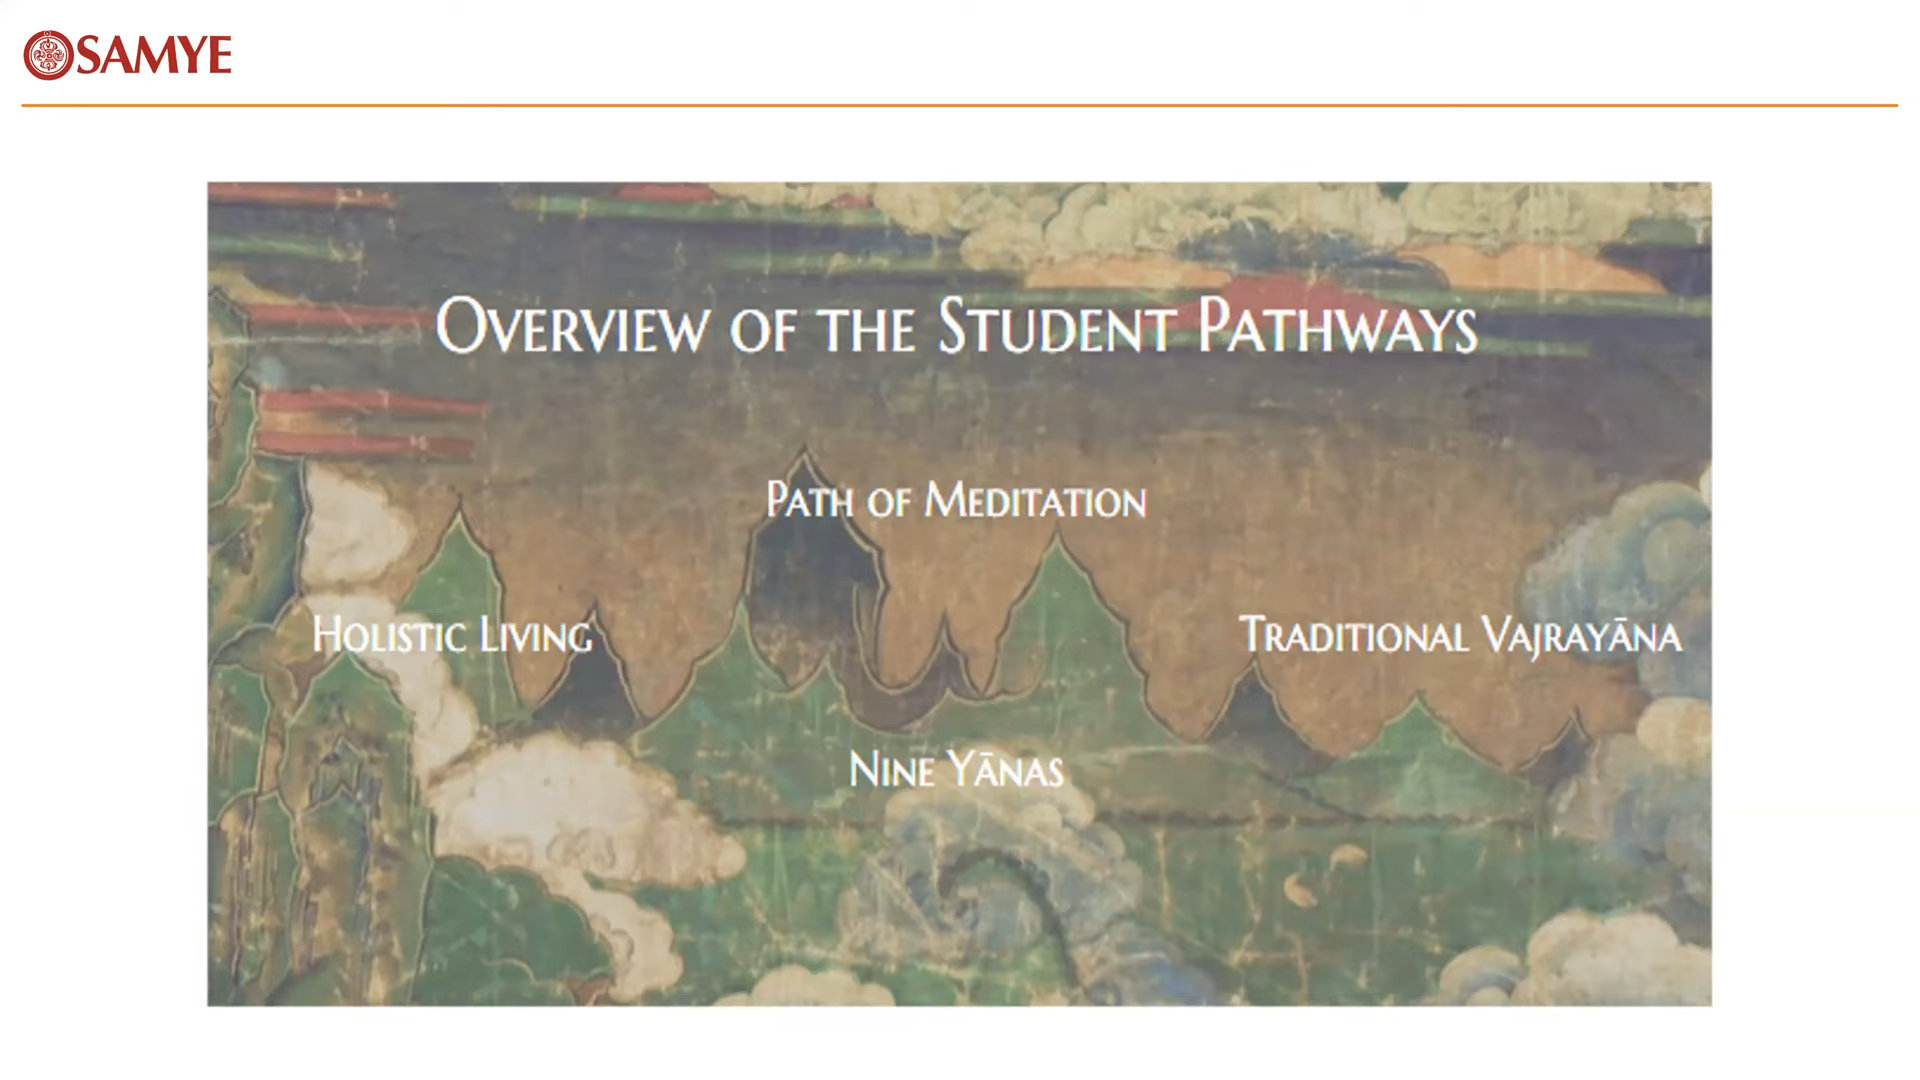 SAMYE
Overview of the Student Pathways
Path of Meditation
Holistic Living
Traditional Vajrayāna
Nine Yānas